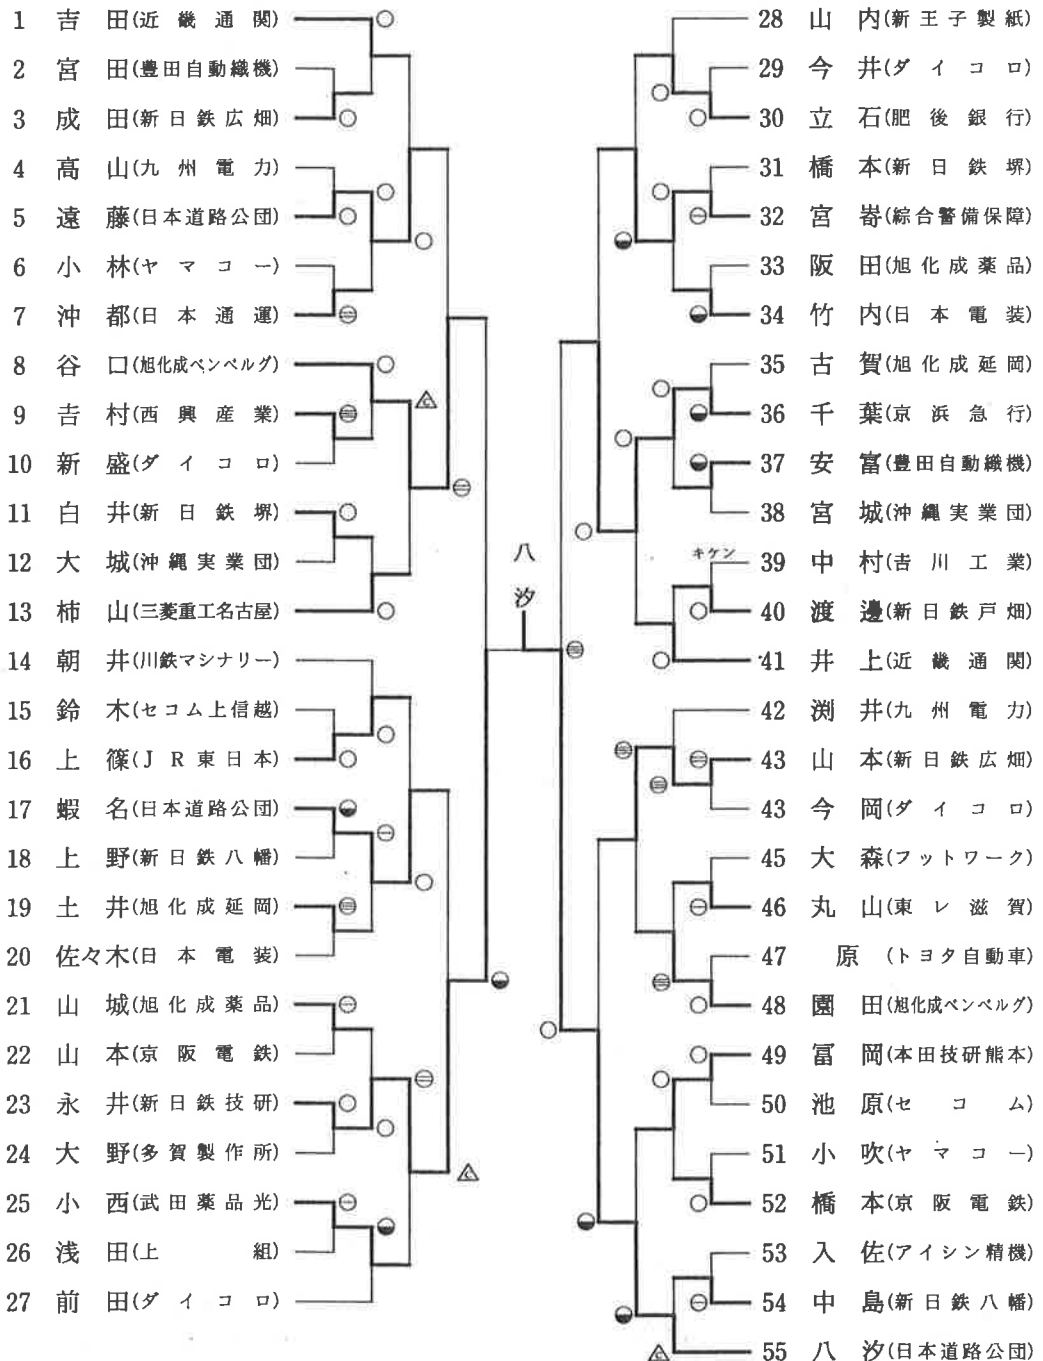 1 吉田(近畿通関)
2 宮田(豊田自動織機)
3 成田(新日鉄広畑)
4 高山(九州電力)
5 遠藤(日本道路公団)
6 小林(ヤマコー)
7 沖都(日本通運)
8 谷口(旭化成ベンベルグ)
9 吉村(西興産業)
10 新盛(ダイコロ)
11 白井(新日鉄堺)
12 大城(沖縄実業団)
13 柿山(三菱重工名古屋)
14 朝井(川鉄マシナリー)
15 鈴木(セコム上信越)
16 上篠(JR東日本)
17 蝦名(日本道路公団)
18 上野(新日鉄八幡)
19 土井(旭化成延岡)
20 佐々木(日本電装)
21 山城(旭化成薬品)
22 山本(京阪電鉄)
23 永井(新日鉄技研)
24 大野(多賀製作所)
25 小西(武田薬品光)
26 浅田(上組)
27 前田(ダイコロ)
八汐
28 山内(新王子製紙)
29 今井(ダイコロ)
30 立石(肥後銀行)
31 橋本(新日鉄堺)
32 宮嵜(綜合警備保障)
33 阪田(旭化成薬品)
34 竹内(日本電装)
35 古賀(旭化成延岡)
36 千葉(京浜急行)
37 安富(豊田自動織機)
38 宮城(沖縄実業団)
キケン
39 中村(吉川工業)
40 渡邊(新日鉄戸畑)
41 井上(近畿通関)
42 渕井(九州電力)
43 山本(新日鉄広畑)
43 今岡(ダイコロ)
45 大森(フットワーク)
46 丸山(東レ滋賀)
47 原(トヨタ自動車)
48 園田(旭化成ベンベルグ)
49 冨岡(本田技研熊本)
50 池原(セコム)
51 小吹(ヤマコー)
52 橋本(京阪電鉄)
53 入佐(アイシン精機)
54 中島(新日鉄八幡)
55 八汐(日本道路公団)